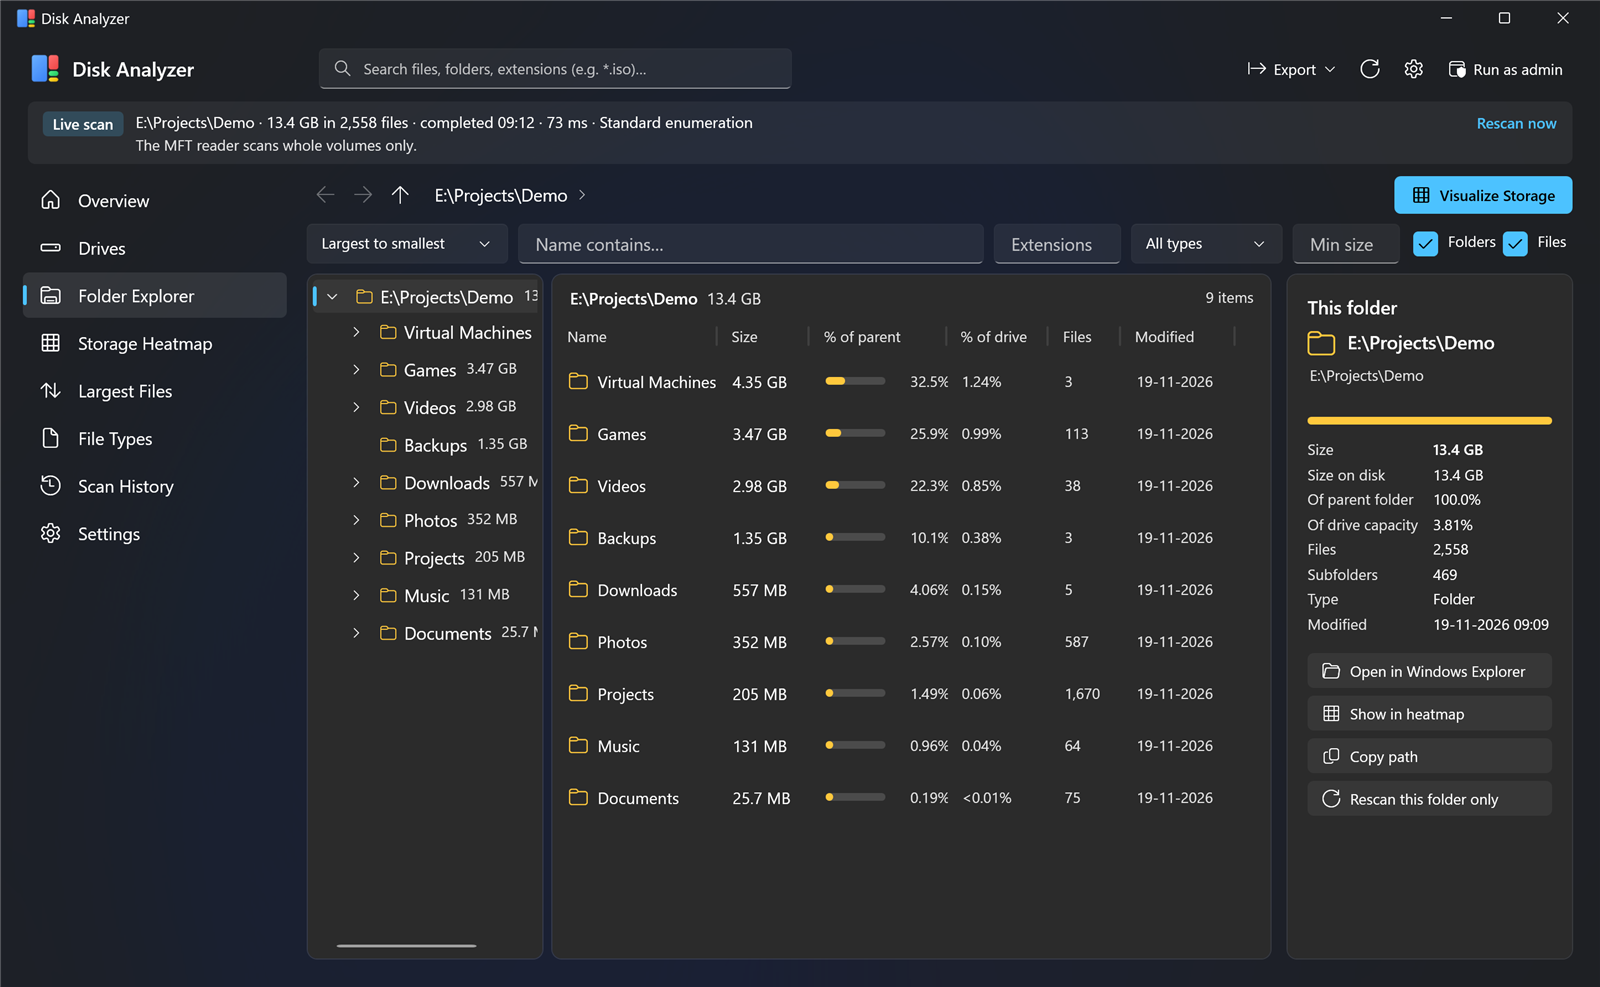 Disk Analyzer
Disk Analyzer
Search files, folders, extensions (e.g. *.iso)...
Export
Run as admin
Live scan
E:\Projects\Demo · 13.4 GB in 2,558 files · completed 09:12 · 73 ms · Standard enumeration
The MFT reader scans whole volumes only.
Rescan now
Overview
Drives
Folder Explorer
Storage Heatmap
Largest Files
File Types
Scan History
Settings
E:\Projects\Demo
Visualize Storage
Largest to smallest
Name contains...
Extensions
All types
Min size
Folders
Files
E:\Projects\Demo 13
Virtual Machines
Games 3.47 GB
Videos 2.98 GB
Backups 1.35 GB
Downloads 557 M
Photos 352 MB
Projects 205 MB
Music 131 MB
Documents 25.7
E:\Projects\Demo 13.4 GB
9 items
Name Size % of parent % of drive Files Modified
Virtual Machines 4.35 GB 32.5% 1.24% 3 19-11-2026
Games 3.47 GB 25.9% 0.99% 113 19-11-2026
Videos 2.98 GB 22.3% 0.85% 38 19-11-2026
Backups 1.35 GB 10.1% 0.38% 3 19-11-2026
Downloads 557 MB 4.06% 0.15% 5 19-11-2026
Photos 352 MB 2.57% 0.10% 587 19-11-2026
Projects 205 MB 1.49% 0.06% 1,670 19-11-2026
Music 131 MB 0.96% 0.04% 64 19-11-2026
Documents 25.7 MB 0.19% <0.01% 75 19-11-2026
This folder
E:\Projects\Demo
E:\Projects\Demo
Size 13.4 GB
Size on disk 13.4 GB
Of parent folder 100.0%
Of drive capacity 3.81%
Files 2,558
Subfolders 469
Type Folder
Modified 19-11-2026 09:09
Open in Windows Explorer
Show in heatmap
Copy path
Rescan this folder only